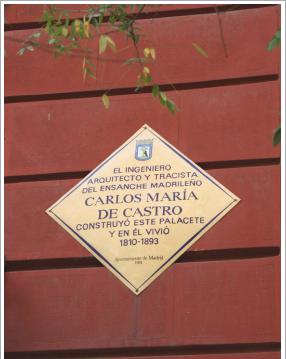 EL INGENIERO
ARQUITECTO Y TRACISTA
DEL ENSANCHE MADRILEÑO
CARLOS MARÍA
DE CASTRO
CONSTRUYÓ ESTE PALACETE
Y EN ÉL VIVIÓ
1810-1893
Ayuntamiento de Madrid